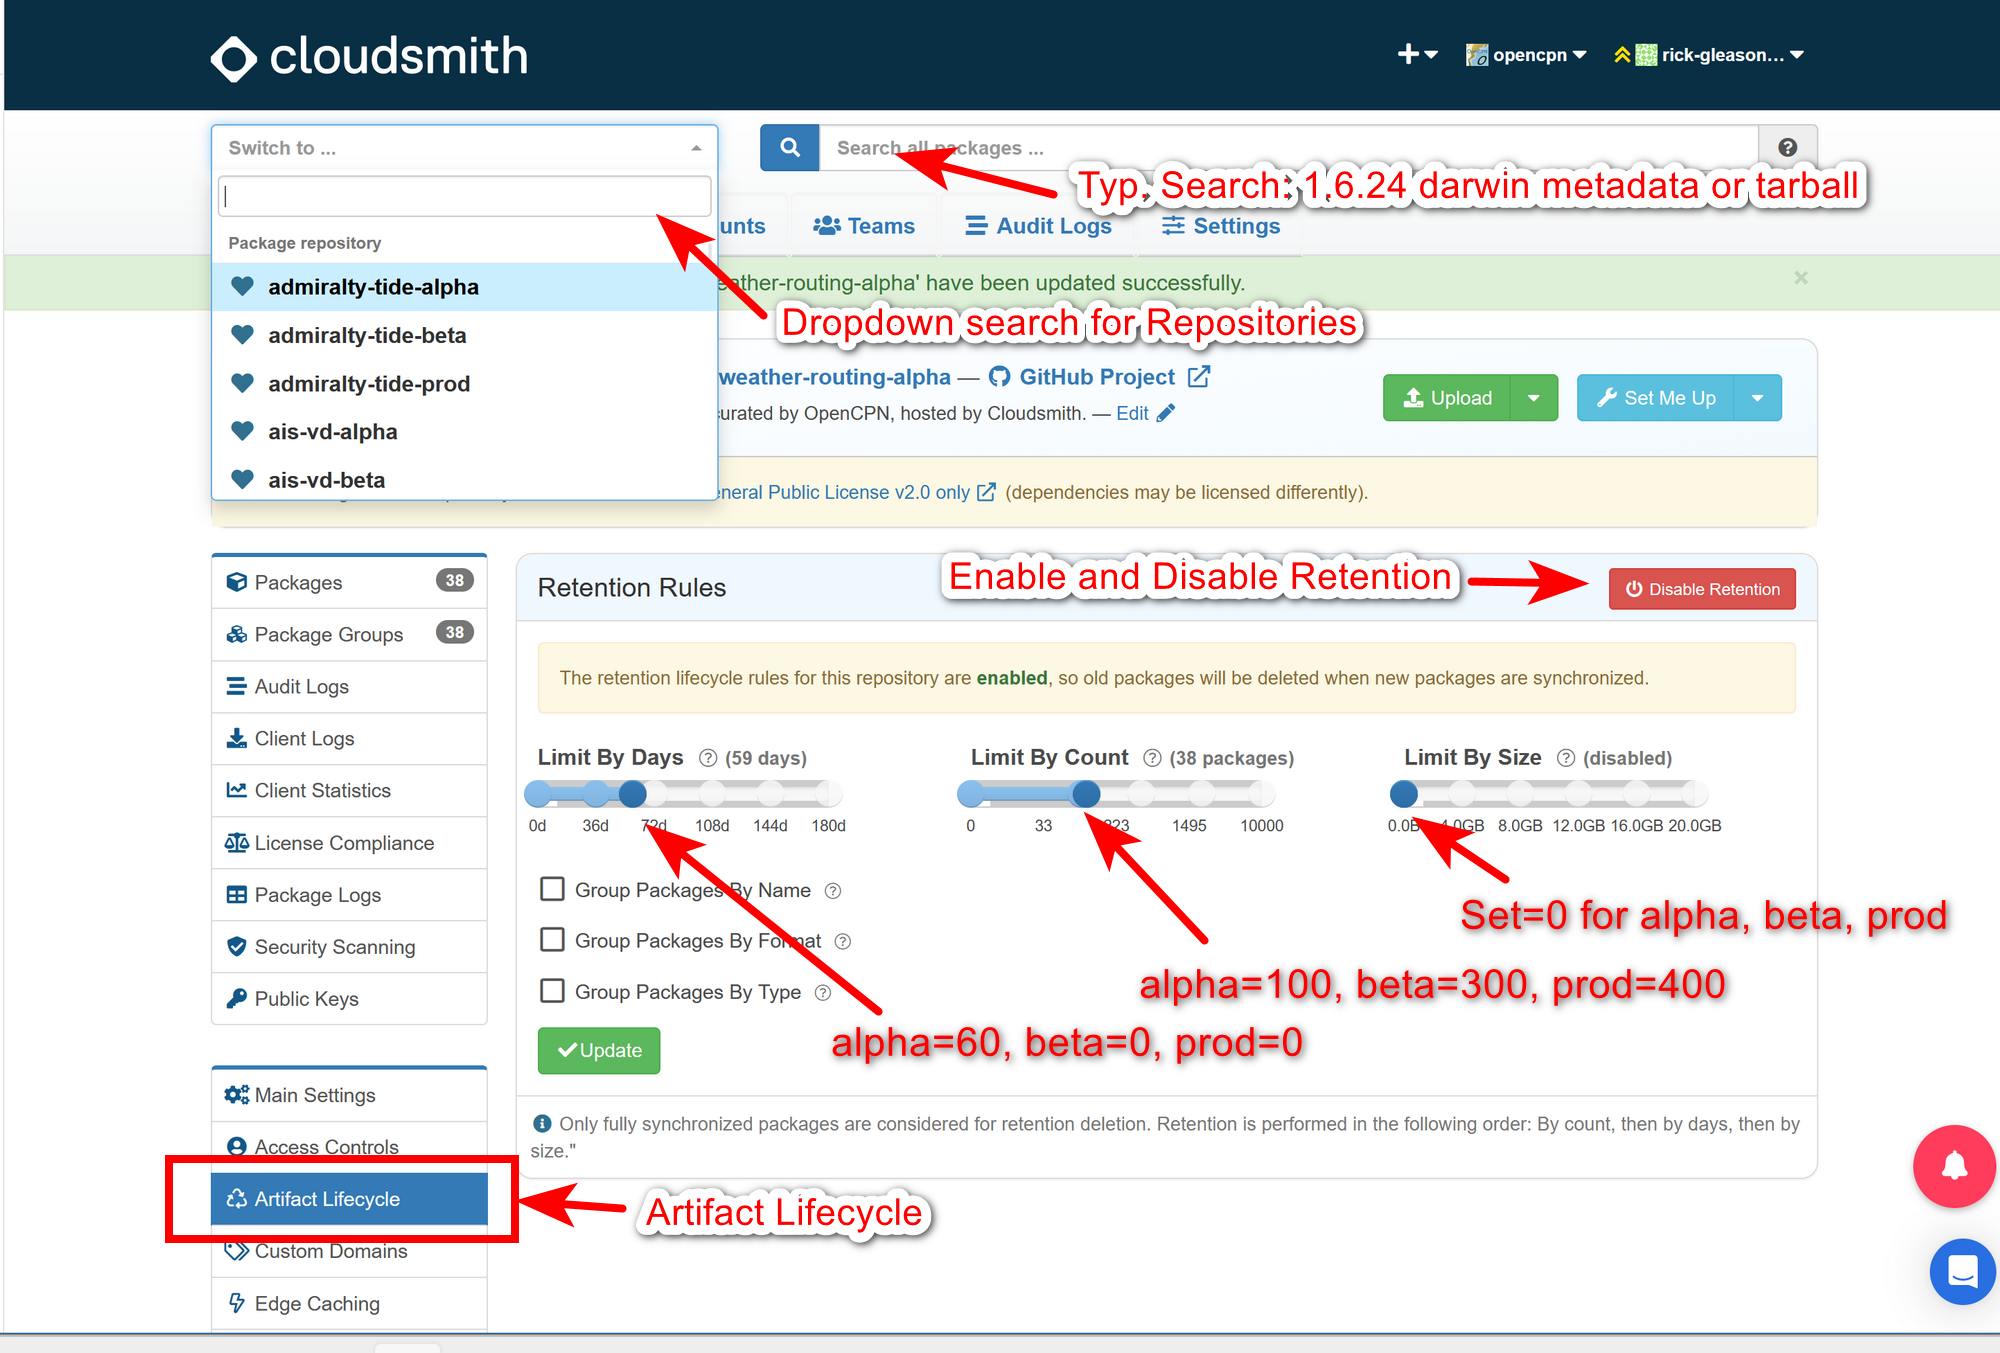 cloudsmith
opencpn
rick-gleason...
Switch to ...
Search all packages ...
Typ. Search: 1.6.24 darwin metadata or tarball
Package repository
admiralty-tide-alpha
admiralty-tide-beta
admiralty-tide-prod
ais-vd-alpha
ais-vd-beta
unts
Teams
Audit Logs
Settings
eather-routing-alpha' have been updated successfully.
×
Dropdown search for Repositories
weather-routing-alpha — GitHub Project
urated by OpenCPN, hosted by Cloudsmith. — Edit
Upload
Set Me Up
neral Public License v2.0 only (dependencies may be licensed differently).
Packages 38
Package Groups 38
Audit Logs
Client Logs
Client Statistics
License Compliance
Package Logs
Security Scanning
Public Keys
Main Settings
Access Controls
Artifact Lifecycle
Custom Domains
Edge Caching
Artifact Lifecycle
Retention Rules
Enable and Disable Retention
Disable Retention
The retention lifecycle rules for this repository are enabled, so old packages will be deleted when new packages are synchronized.
Limit By Days (59 days)
0d 36d 72d 108d 144d 180d
Limit By Count (38 packages)
0 33 223 1495 10000
Limit By Size (disabled)
0.0B 4.0GB 8.0GB 12.0GB 16.0GB 20.0GB
Group Packages By Name
Group Packages By Format
Group Packages By Type
Set=0 for alpha, beta, prod
alpha=100, beta=300, prod=400
alpha=60, beta=0, prod=0
Update
Only fully synchronized packages are considered for retention deletion. Retention is performed in the following order: By count, then by days, then by
size."